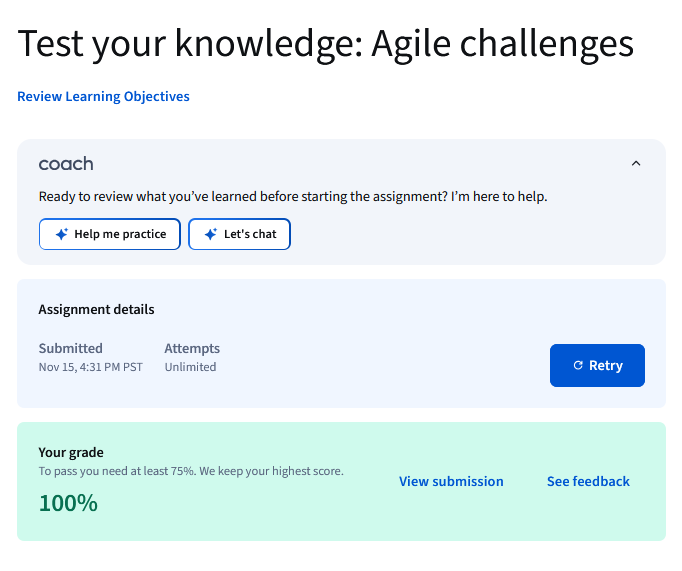 Test your knowledge: Agile challenges
Review Learning Objectives
coach
Ready to review what you've learned before starting the assignment? I'm here to help.
Help me practice
Let's chat
Assignment details
Submitted
Attempts
Nov 15, 4:31 PM PST
Unlimited
Retry
Your grade
To pass you need at least 75%. We keep your highest score.
View submission
See feedback
100%